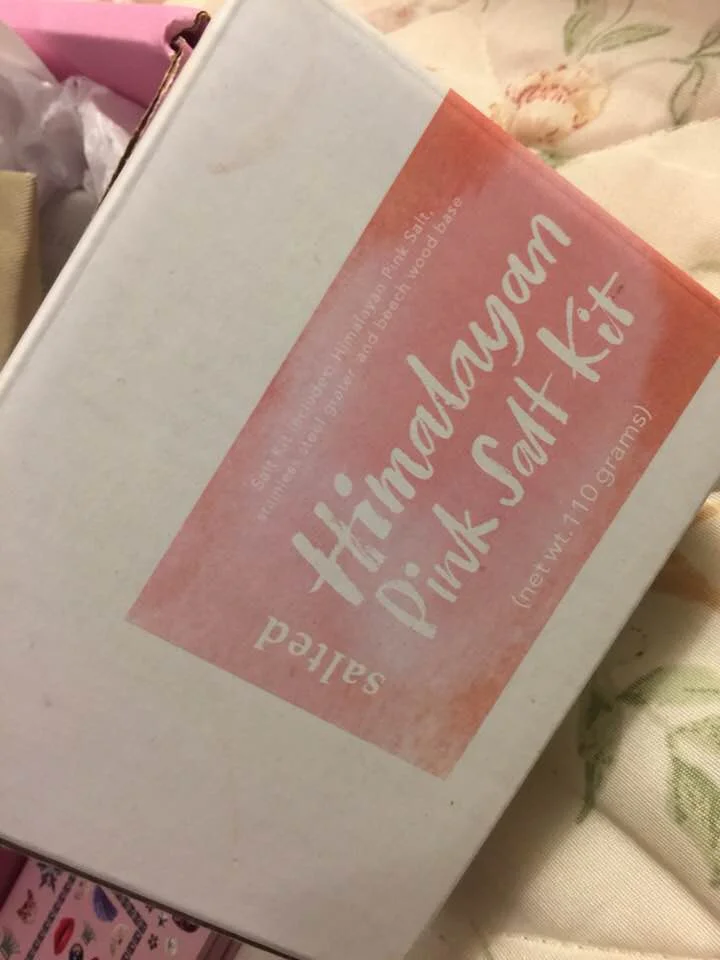 Salt Kit includes: Himalayan Pink Salt,
stainless steel grater, and beech wood base
Himalayan
Pink Salt Kit
(net wt. 110 grams)
salted